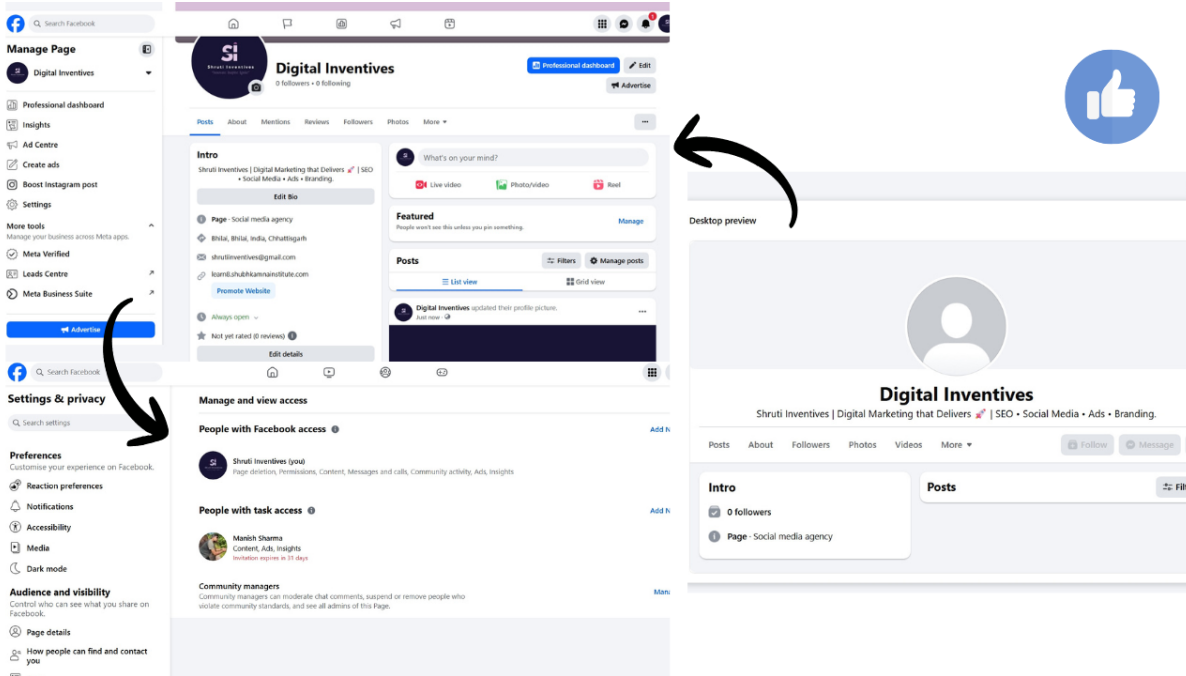 Search Facebook
Manage Page
Digital Inventives
Professional dashboard
Insights
Ad Centre
Create ads
Boost Instagram post
Settings
More tools
Manage your business across Meta apps.
Meta Verified
Leads Centre
Meta Business Suite
Advertise
Si
Shruti Inventives
Digital Inventives
0 followers • 0 following
Professional dashboard
Edit
Advertise
Posts About Mentions Reviews Followers Photos More
Intro
Shruti Inventives | Digital Marketing that Delivers 🚀 | SEO
• Social Media • Ads • Branding.
Edit Bio
Page · Social media agency
Bhilai, Bhilai, India, Chhattisgarh
shrutiinventives@gmail.com
learn8.shubhkamnainstitute.com
Promote Website
Always open
Not yet rated (0 reviews)
Edit details
What's on your mind?
Live video Photo/video Reel
Featured
People won't see this unless you pin something.
Manage
Posts
Filters Manage posts
List view Grid view
Digital Inventives updated their profile picture.
Just now ·
Search Facebook
Settings & privacy
Search settings
Preferences
Customise your experience on Facebook.
Reaction preferences
Notifications
Accessibility
Media
Dark mode
Audience and visibility
Control who can see what you share on
Facebook.
Page details
How people can find and contact
you
Manage and view access
People with Facebook access
Add N
Shruti Inventives (you)
Page deletion, Permissions, Content, Messages and calls, Community activity, Ads, Insights
People with task access
Add N
Manish Sharma
Content, Ads, Insights
Invitation expires in 31 days
Community managers
Community managers can moderate chat comments, suspend or remove people who
violate community standards, and see all admins of this Page.
Mana
Desktop preview
Digital Inventives
Shruti Inventives | Digital Marketing that Delivers 🚀 | SEO • Social Media • Ads • Branding.
Posts About Followers Photos Videos More
Follow Message
Intro
0 followers
Page · Social media agency
Posts
Filt